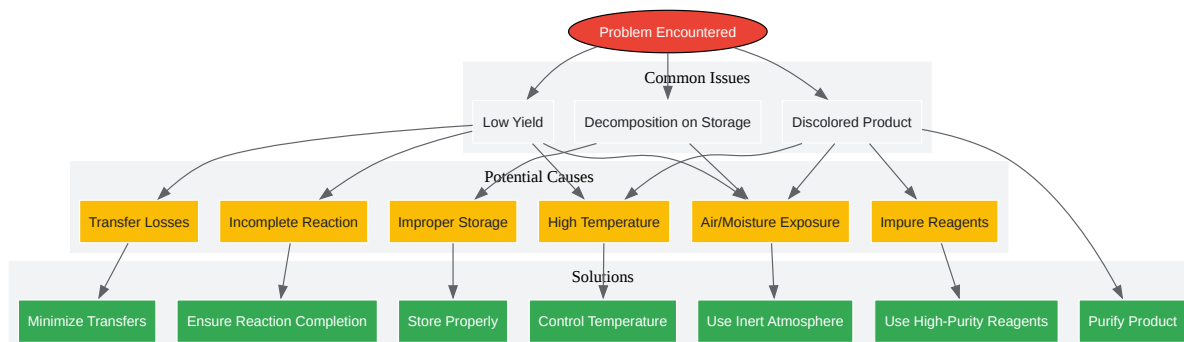 Problem Encountered
Common Issues
Low Yield
Decomposition on Storage
Discolored Product
Potential Causes
Transfer Losses
Incomplete Reaction
Improper Storage
High Temperature
Air/Moisture Exposure
Impure Reagents
Solutions
Minimize Transfers
Ensure Reaction Completion
Store Properly
Control Temperature
Use Inert Atmosphere
Use High-Purity Reagents
Purify Product